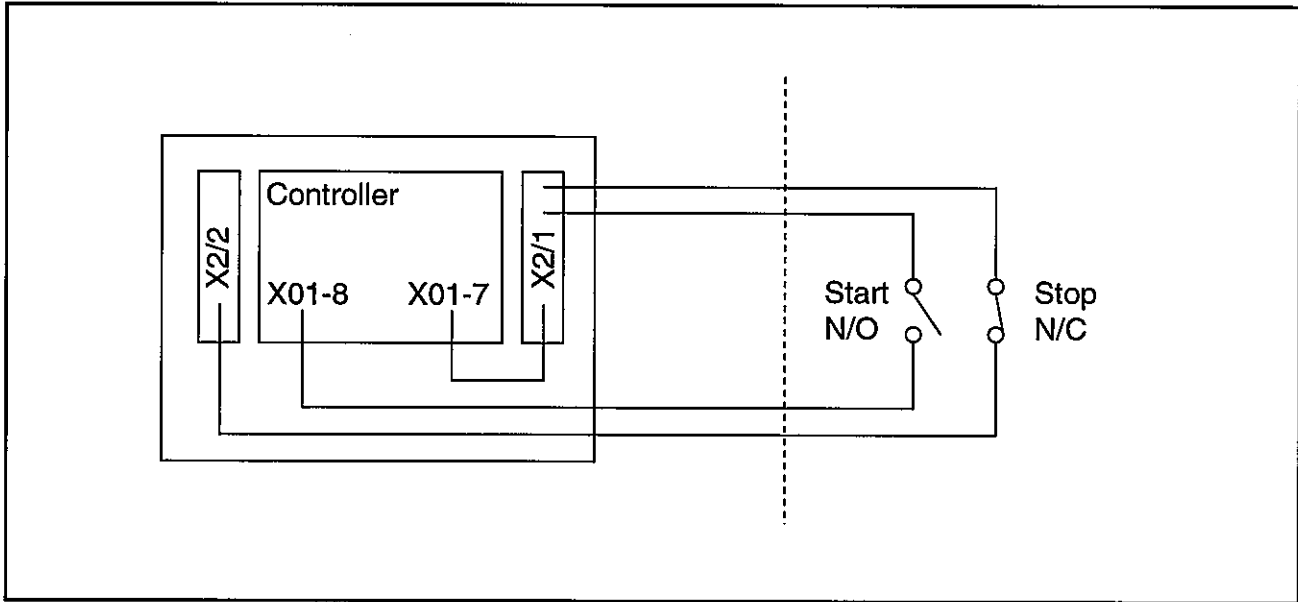 Controller
X2/2
X2/1
X01-8
X01-7
Start
N/O
Stop
N/C